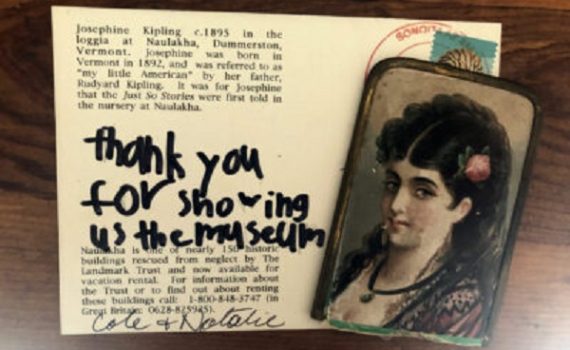 Josephine Kipling c.1895 in the
loggia at Naulakha, Dummerston,
Vermont. Josephine was born in
Vermont in 1892, and was referred to as
"my little American" by her father,
Rudyard Kipling. It was for Josephine
that the Just So Stories were first told in
the nursery at Naulakha.
thank you
for showing
us the museum
Naulakha is one of nearly 150 historic
buildings rescued from neglect by The
Landmark Trust and now available for
vacation rental. For information about
the Trust or to find out about renting
these buildings call: 1-800-848-3747 (in
Great Britain: 0628-825925).
Cole & Natalie